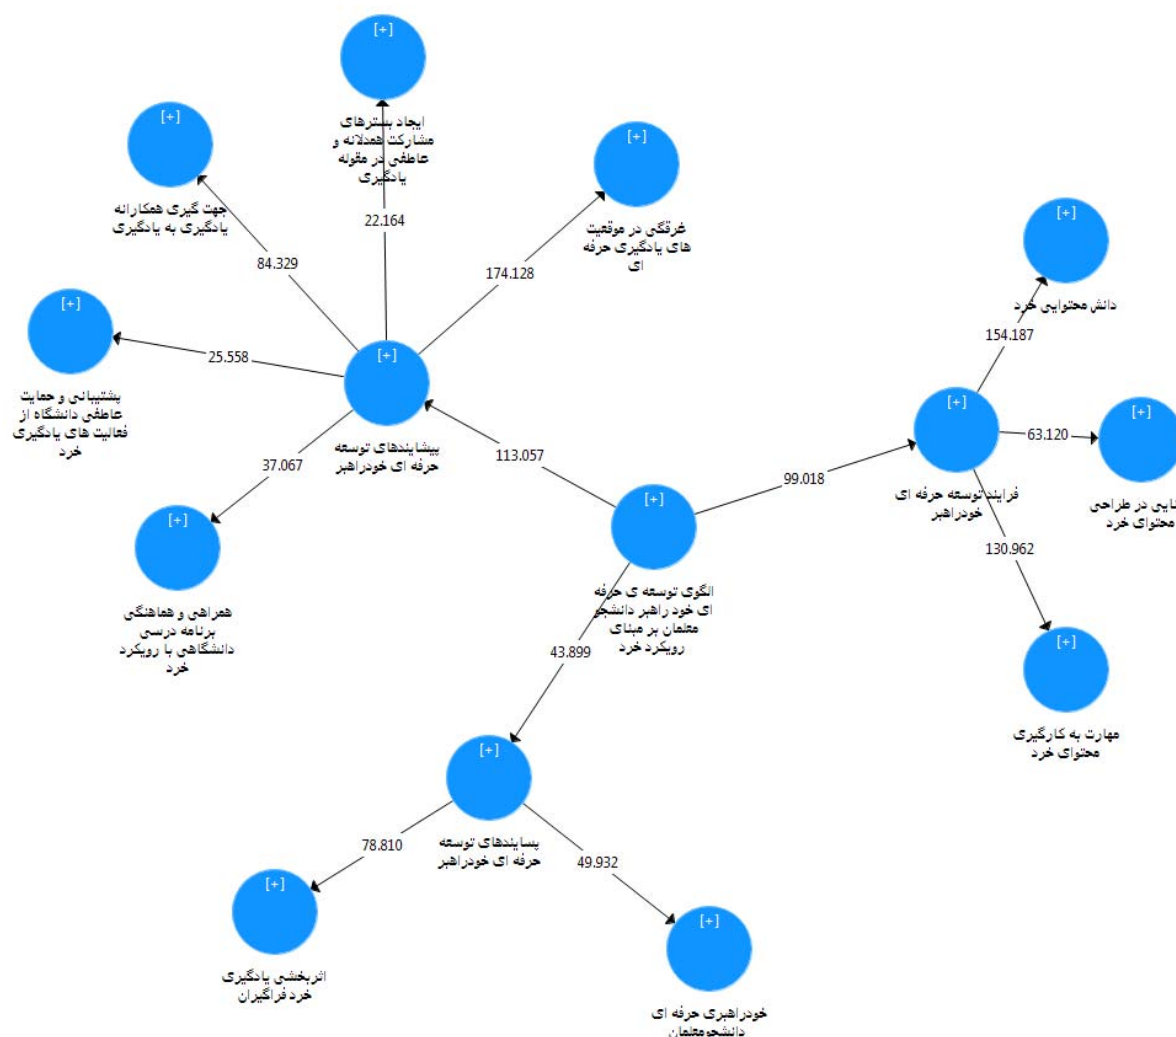 [+]
ایجاد بسترهای
مشارکت همدلانه و
عاطفی در مقوله
یادگیری
[+]
جهت گیری همکارانه
یادگیری به یادگیری
[+]
غرقگی در موقعیت
های یادگیری حرفه
ای
22.164
84.329
174.128
[+]
دانش محتوایی خرد
154.187
[+]
پشتیبانی و حمایت
عاطفی دانشگاه از
فعالیت های یادگیری
خرد
25.558
[+]
پیشایندهای توسعه
حرفه ای خودراهبر
37.067
113.057
[+]
فرایند توسعه حرفه ای
خودراهبر
99.018
63.120
[+]
در طراحی
محتوای خرد
130.962
[+]
همراهی و هماهنگی
برنامه درسی
دانشگاهی با رویکرد
خرد
[+]
الگوی توسعه ی حرفه
ای خود راهبر دانشجو
معلمان بر مبنای
رویکرد خرد
43.899
[+]
مهارت به کارگیری
محتوای خرد
[+]
پسایندهای توسعه
حرفه ای خودراهبر
78.810
49.932
[+]
اثربخشی یادگیری
خرد فراگیران
[+]
خودراهبری حرفه ای
دانشجومعلمان